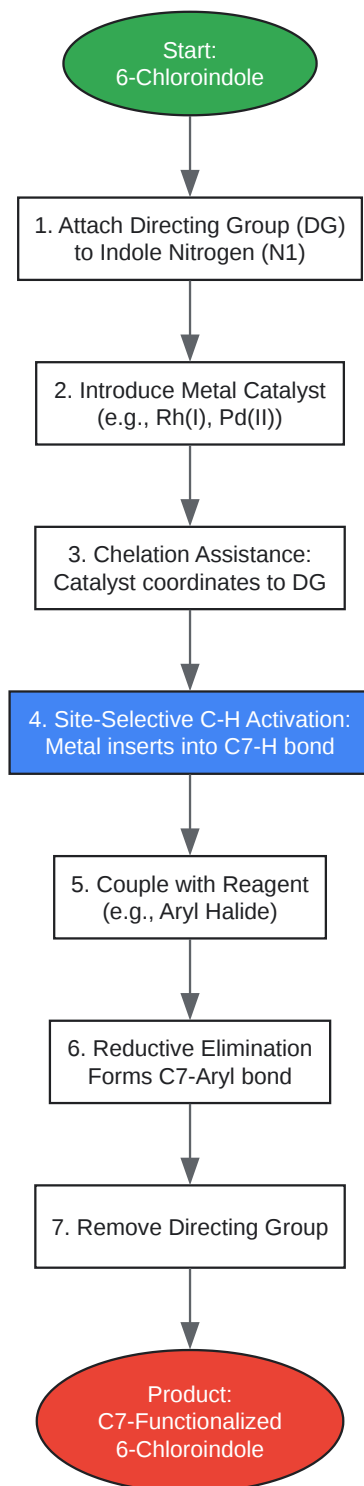 Start:
6-Chloroindole
1. Attach Directing Group (DG)
to Indole Nitrogen (N1)
2. Introduce Metal Catalyst
(e.g., Rh(I), Pd(II))
3. Chelation Assistance:
Catalyst coordinates to DG
4. Site-Selective C-H Activation:
Metal inserts into C7-H bond
5. Couple with Reagent
(e.g., Aryl Halide)
6. Reductive Elimination
Forms C7-Aryl bond
7. Remove Directing Group
Product:
C7-Functionalized
6-Chloroindole